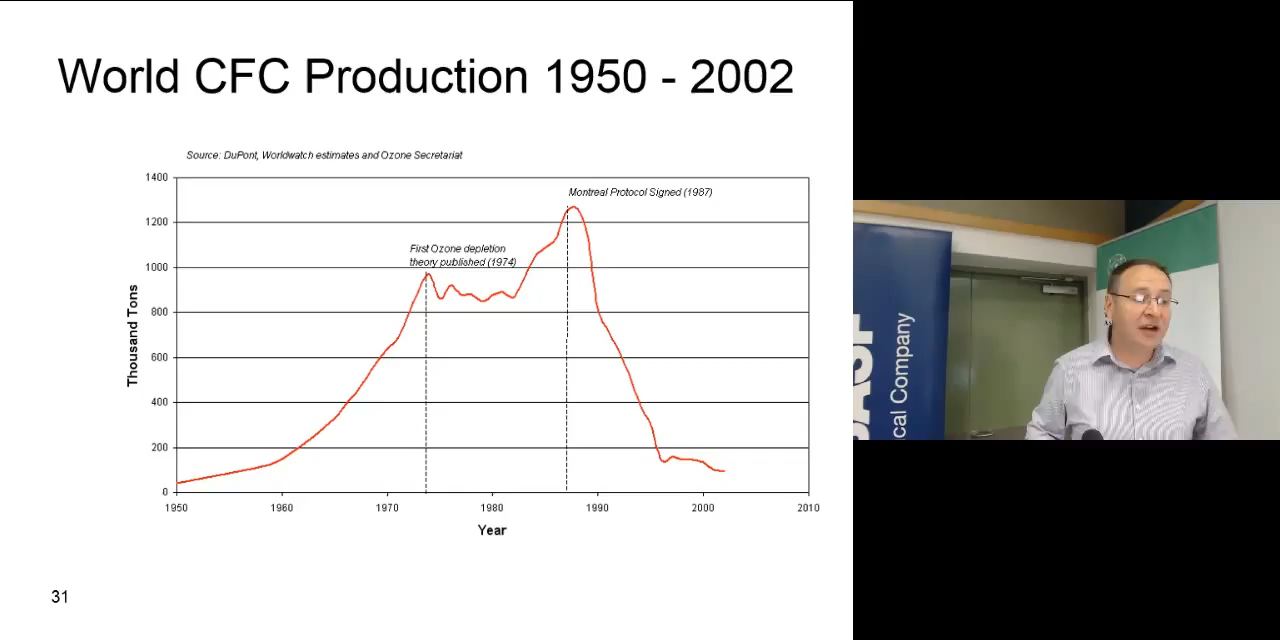 World CFC Production 1950 - 2002
Source: DuPont, Worldwatch estimates and Ozone Secretariat
1400
1200
1000
800
600
400
200
0
Thousand Tons
First Ozone depletion
theory published (1974)
Montreal Protocol Signed (1987)
1950
1960
1970
1980
1990
2000
2010
Year
31
BASF
ical Company